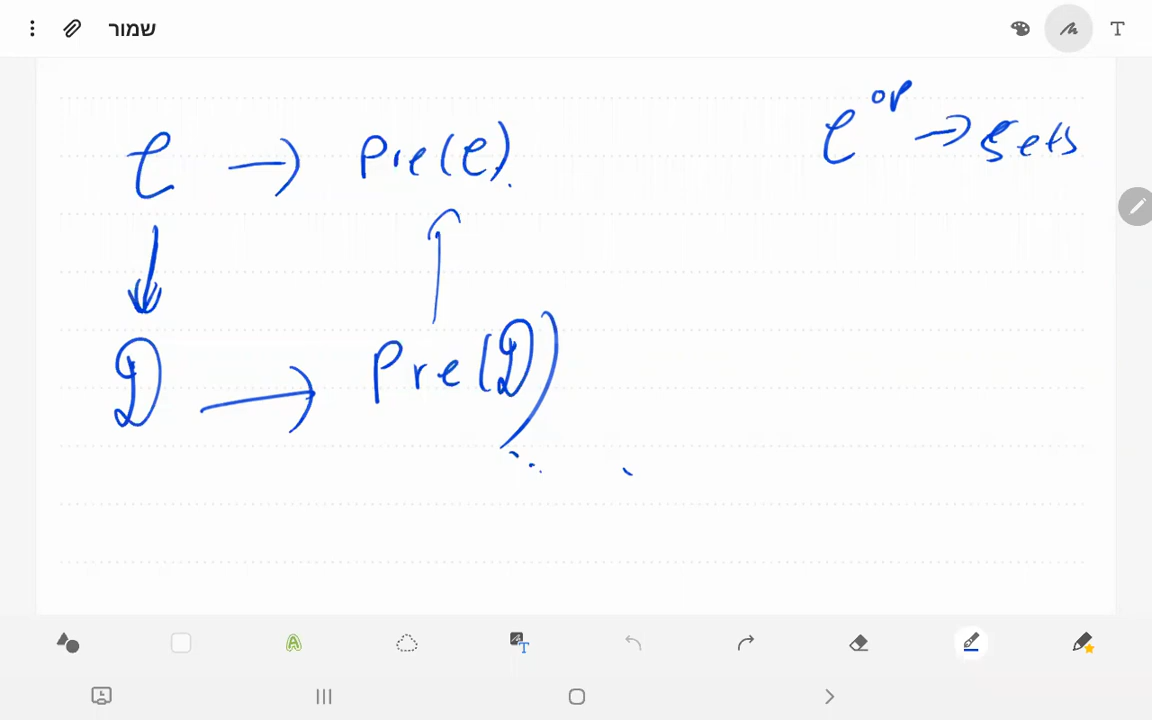 שמור
T
C → Pre(C)
C^op → Sets
↓ ↑
D → Pre(D)